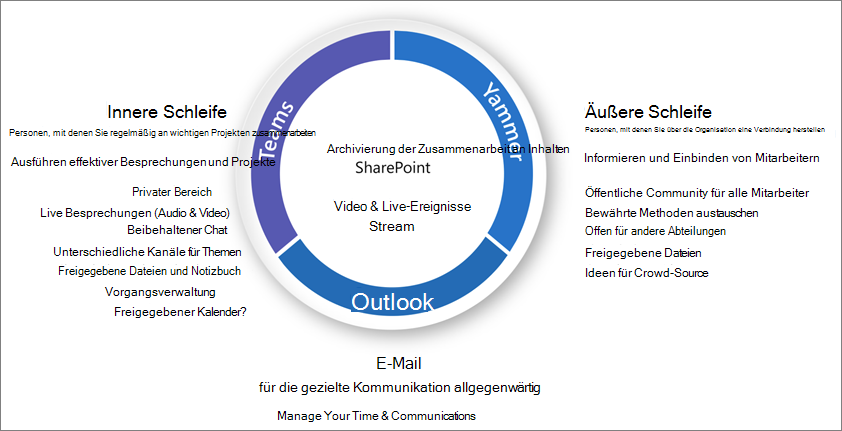 Innere Schleife
Personen, mit denen Sie regelmäßig an wichtigen Projekten zusammenarbeiten
Ausführen effektiver Besprechungen und Projekte
Privater Bereich
Live Besprechungen (Audio & Video)
Beibehaltener Chat
Unterschiedliche Kanäle für Themen
Freigegebene Dateien und Notizbuch
Vorgangsverwaltung
Freigegebener Kalender?
Teams
Yammer
Archivierung der Zusammenarbeit an Inhalten
SharePoint
Video & Live-Ereignisse
Stream
Outlook
Äußere Schleife
Personen, mit denen Sie über die Organisation eine Verbindung herstellen
Informieren und Einbinden von Mitarbeitern
Öffentliche Community für alle Mitarbeiter
Bewährte Methoden austauschen
Offen für andere Abteilungen
Freigegebene Dateien
Ideen für Crowd-Source
E-Mail
für die gezielte Kommunikation allgegenwärtig
Manage Your Time & Communications